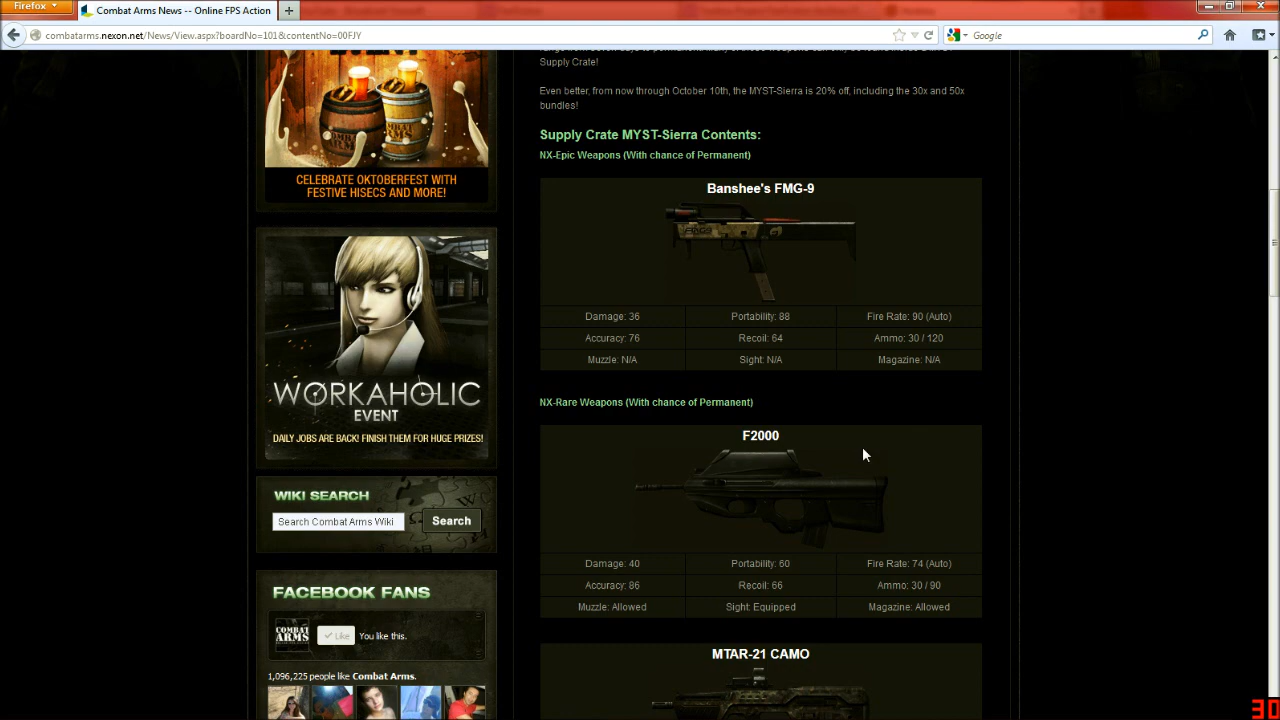 Firefox
Combat Arms News -- Online FPS Action
combatarms.nexon.net/News/View.aspx?boardNo=101&contentNo=00FJY
Google
CELEBRATE OKTOBERFEST WITH
FESTIVE HISECS AND MORE!
WORKAHOLIC
EVENT
DAILY JOBS ARE BACK! FINISH THEM FOR HUGE PRIZES!
WIKI SEARCH
Search Combat Arms Wiki
Search
FACEBOOK FANS
COMBAT
ARMS
Like
You like this.
1,096,225 people like Combat Arms.
Supply Crate!
Even better, from now through October 10th, the MYST-Sierra is 20% off, including the 30x and 50x
bundles!
Supply Crate MYST-Sierra Contents:
NX-Epic Weapons (With chance of Permanent)
Banshee's FMG-9
Damage: 36
Portability: 88
Fire Rate: 90 (Auto)
Accuracy: 76
Recoil: 64
Ammo: 30 / 120
Muzzle: N/A
Sight: N/A
Magazine: N/A
NX-Rare Weapons (With chance of Permanent)
F2000
Damage: 40
Portability: 60
Fire Rate: 74 (Auto)
Accuracy: 86
Recoil: 66
Ammo: 30 / 90
Muzzle: Allowed
Sight: Equipped
Magazine: Allowed
MTAR-21 CAMO
30